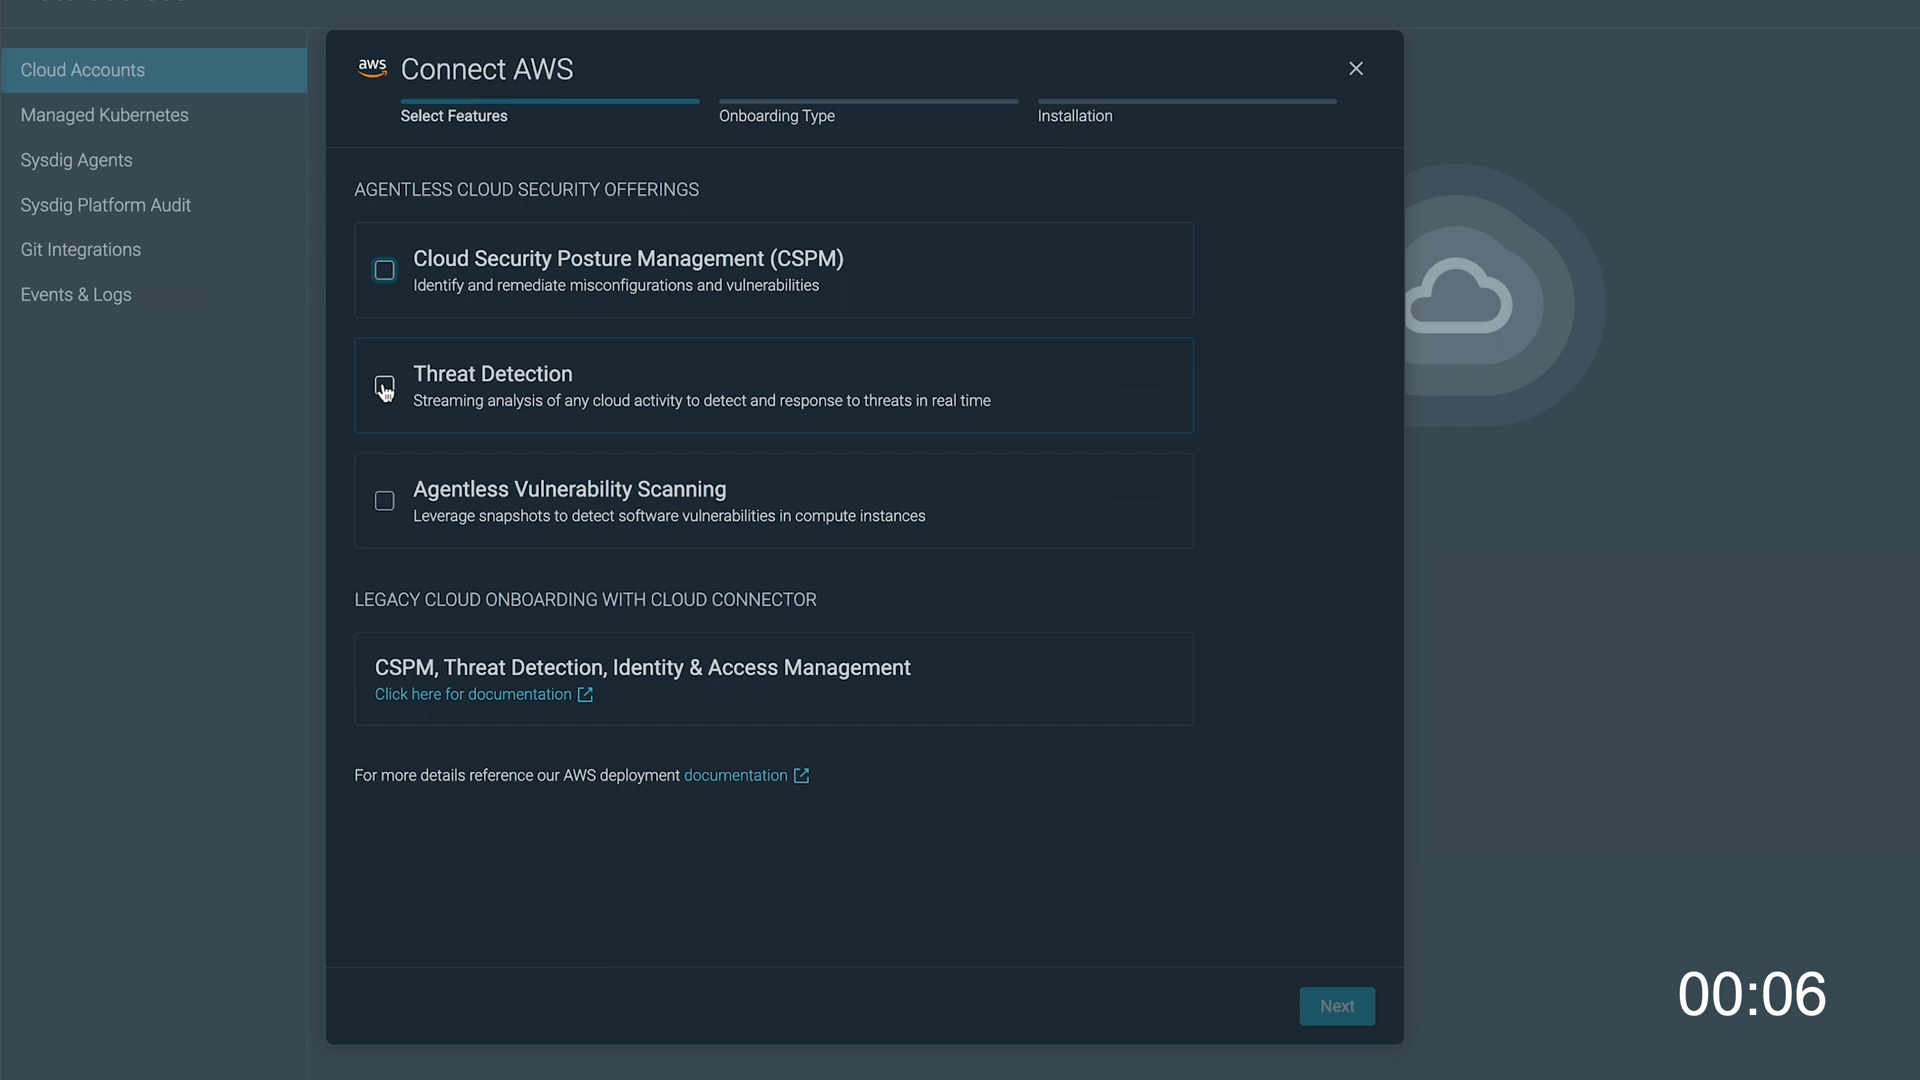 Cloud Accounts
Managed Kubernetes
Sysdig Agents
Sysdig Platform Audit
Git Integrations
Events & Logs
aws
Connect AWS
Select Features
Onboarding Type
Installation
AGENTLESS CLOUD SECURITY OFFERINGS
Cloud Security Posture Management (CSPM)
Identify and remediate misconfigurations and vulnerabilities
Threat Detection
Streaming analysis of any cloud activity to detect and response to threats in real time
Agentless Vulnerability Scanning
Leverage snapshots to detect software vulnerabilities in compute instances
LEGACY CLOUD ONBOARDING WITH CLOUD CONNECTOR
CSPM, Threat Detection, Identity & Access Management
Click here for documentation
For more details reference our AWS deployment documentation
Next
00:06